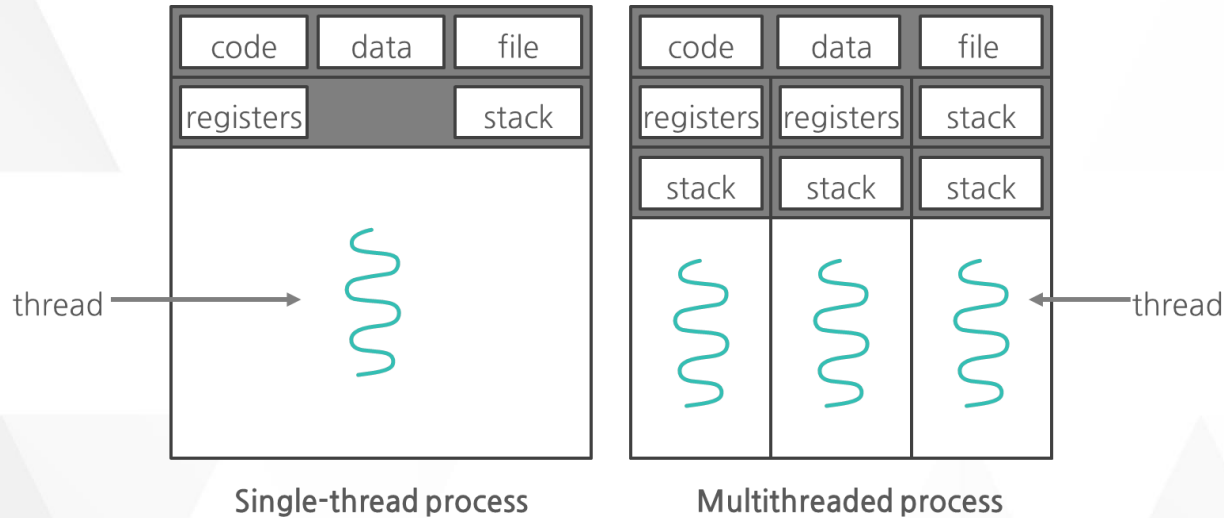 code data file code data file
registers stack registers registers stack
stack stack stack
thread thread
Single-thread process Multithreaded process